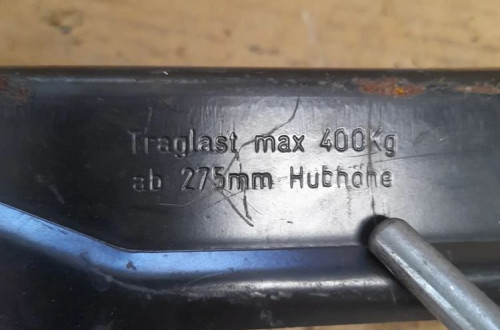 Traglast max 400Kg
ab 275mm Hubhöhe